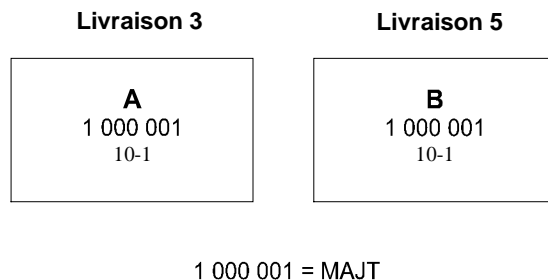 Livraison 3
Livraison 5
A
1 000 001
10-1
B
1 000 001
10-1
1 000 001 = MAJT